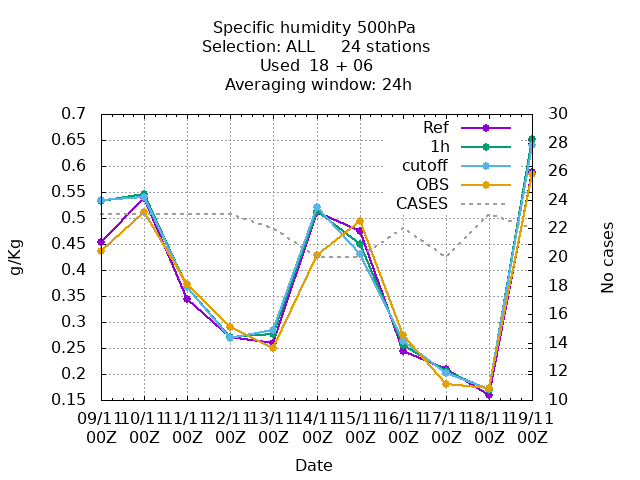 Specific humidity 500hPa
Selection: ALL 24 stations
Used 18 + 06
Averaging window: 24h
0.7
0.65
0.6
0.55
0.5
0.45
0.4
0.35
0.3
0.25
0.2
0.15
g/Kg
30
28
26
24
22
20
18
16
14
12
10
No cases
Ref
1h
cutoff
OBS
CASES
09/11 10/11 11/11 12/11 13/11 14/11 15/11 16/11 17/11 18/11 19/11
00Z 00Z 00Z 00Z 00Z 00Z 00Z 00Z 00Z 00Z 00Z
Date